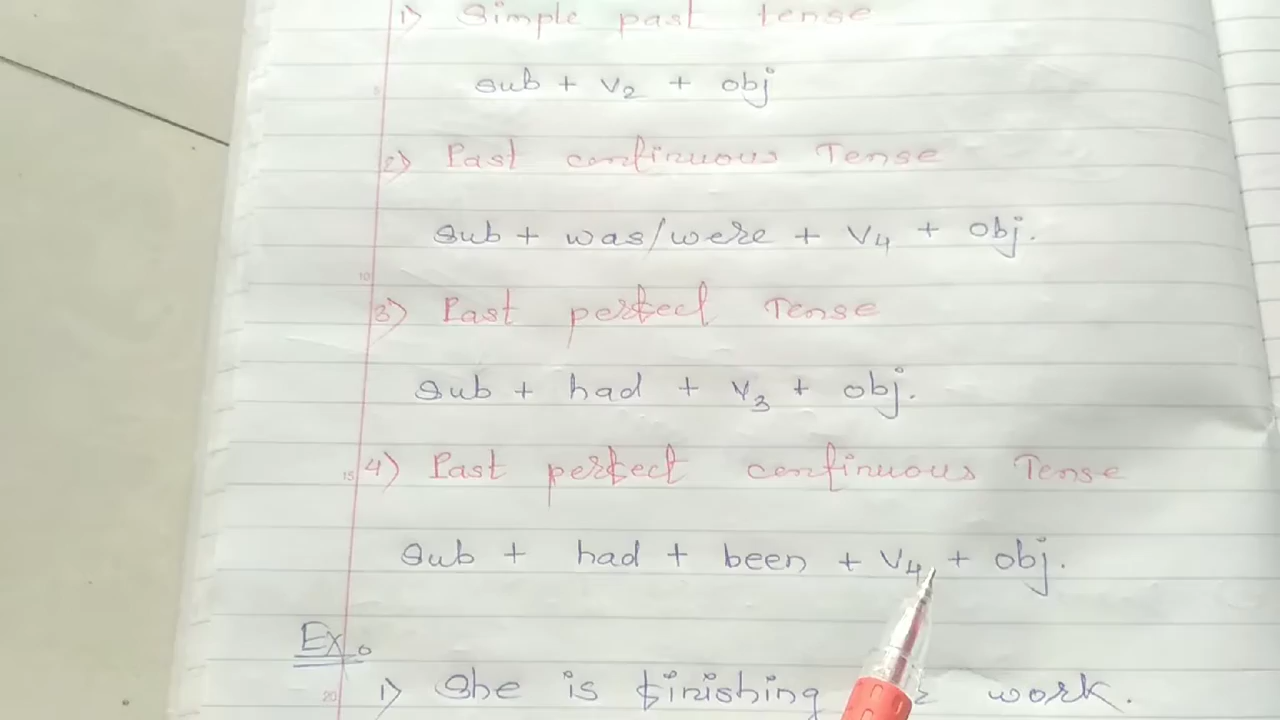 1) Simple past tense
sub + V2 + obj
2) Past continuous Tense
sub + was/were + V4 + obj.
3) Past perfect Tense
sub + had + V3 + obj.
4) Past perfect continuous Tense
sub + had + been + V4 + obj.
Ex.
1) She is finishing work.